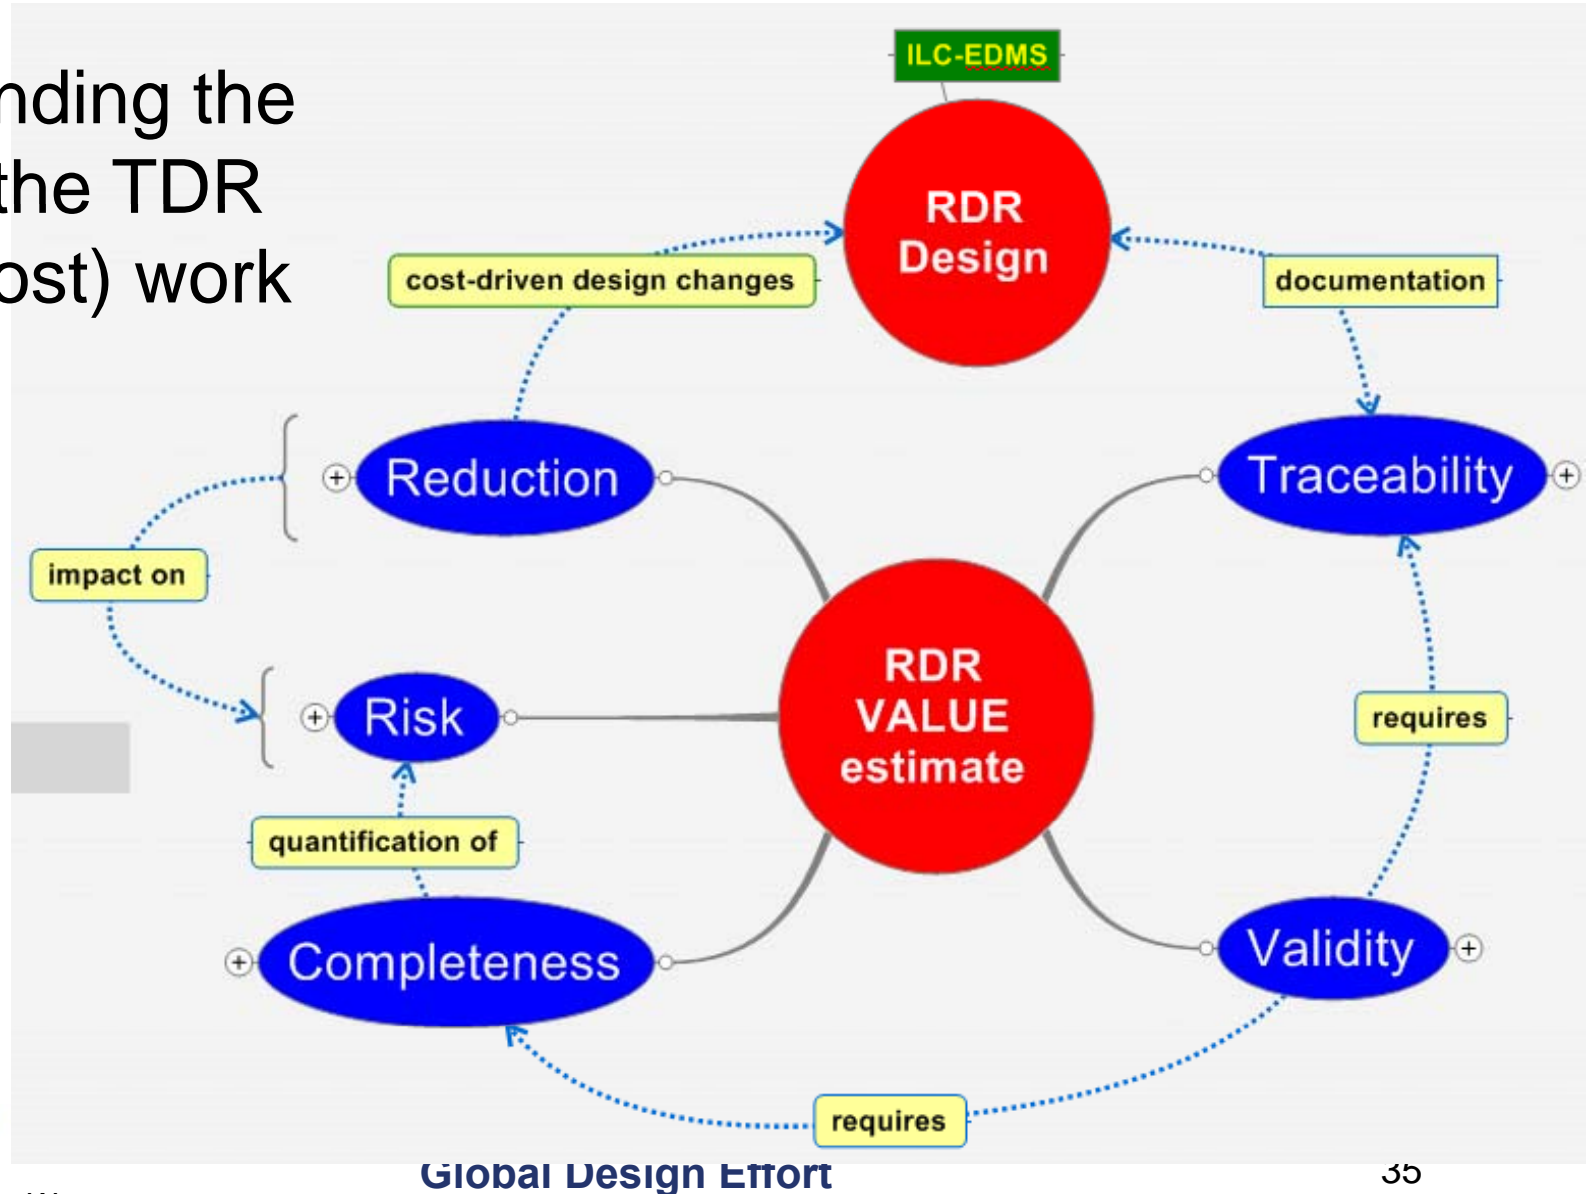 nding the
the TDR
ost) work
ILC-EDMS
RDR
Design
cost-driven design changes
documentation
Reduction
Traceability
impact on
RDR
VALUE
estimate
Risk
requires
quantification of
Completeness
Validity
requires
Global Design Effort
35